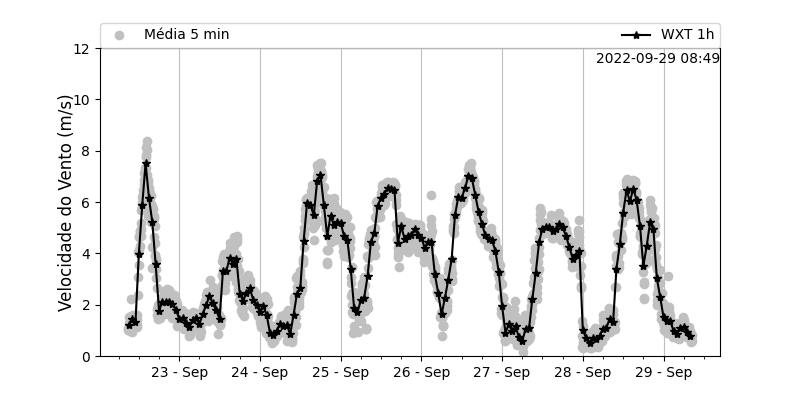 Média 5 min
WXT 1h
2022-09-29 08:49
Velocidade do Vento (m/s)
12
10
8
6
4
2
0
23 - Sep
24 - Sep
25 - Sep
26 - Sep
27 - Sep
28 - Sep
29 - Sep